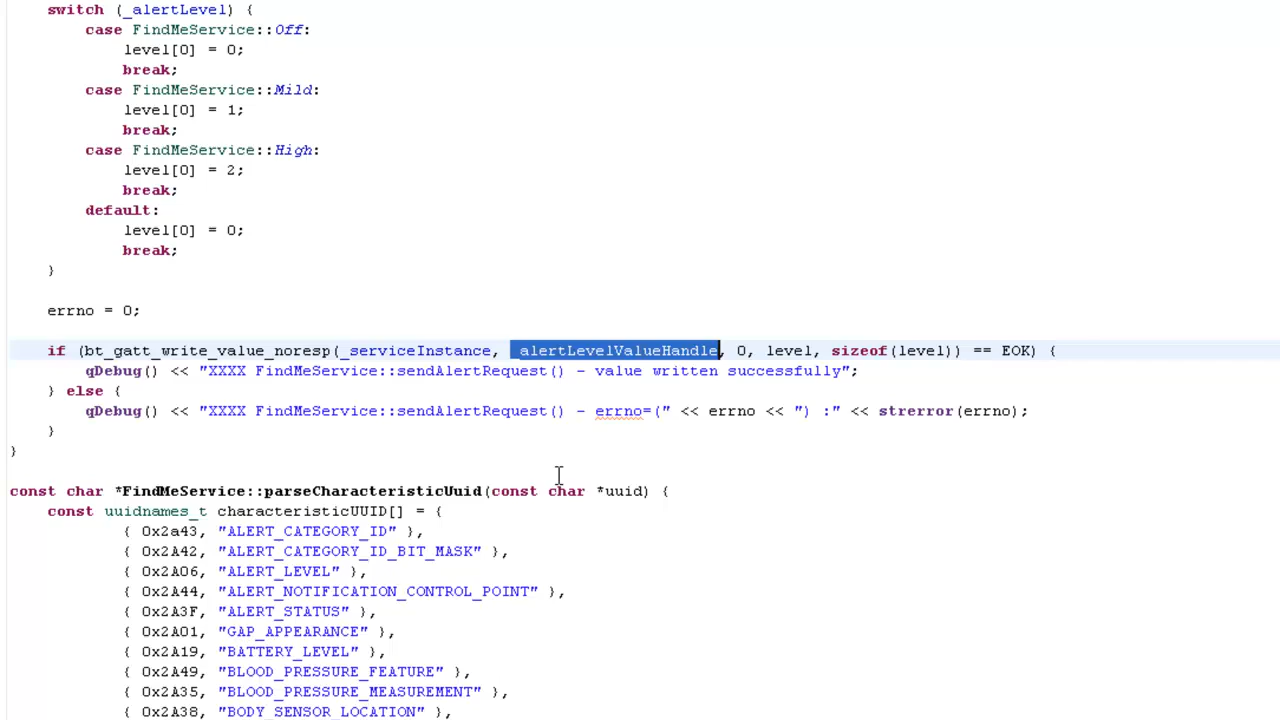 switch (_alertLevel) {
case FindMeService::Off:
level[0] = 0;
break;
case FindMeService::Mild:
level[0] = 1;
break;
case FindMeService::High:
level[0] = 2;
break;
default:
level[0] = 0;
break;
}
errno = 0;
if (bt_gatt_write_value_noresp(_serviceInstance, _alertLevelValueHandle, 0, level, sizeof(level)) == EOK) {
qDebug() << "XXXX FindMeService::sendAlertRequest() - value written successfully";
} else {
qDebug() << "XXXX FindMeService::sendAlertRequest() - errno=(" << errno << ") :" << strerror(errno);
}
}
const char *FindMeService::parseCharacteristicUuid(const char *uuid) {
const uuidnames_t characteristicUUID[] = {
{ 0x2a43, "ALERT_CATEGORY_ID" },
{ 0x2A42, "ALERT_CATEGORY_ID_BIT_MASK" },
{ 0x2A06, "ALERT_LEVEL" },
{ 0x2A44, "ALERT_NOTIFICATION_CONTROL_POINT" },
{ 0x2A3F, "ALERT_STATUS" },
{ 0x2A01, "GAP_APPEARANCE" },
{ 0x2A19, "BATTERY_LEVEL" },
{ 0x2A49, "BLOOD_PRESSURE_FEATURE" },
{ 0x2A35, "BLOOD_PRESSURE_MEASUREMENT" },
{ 0x2A38, "BODY_SENSOR_LOCATION" },